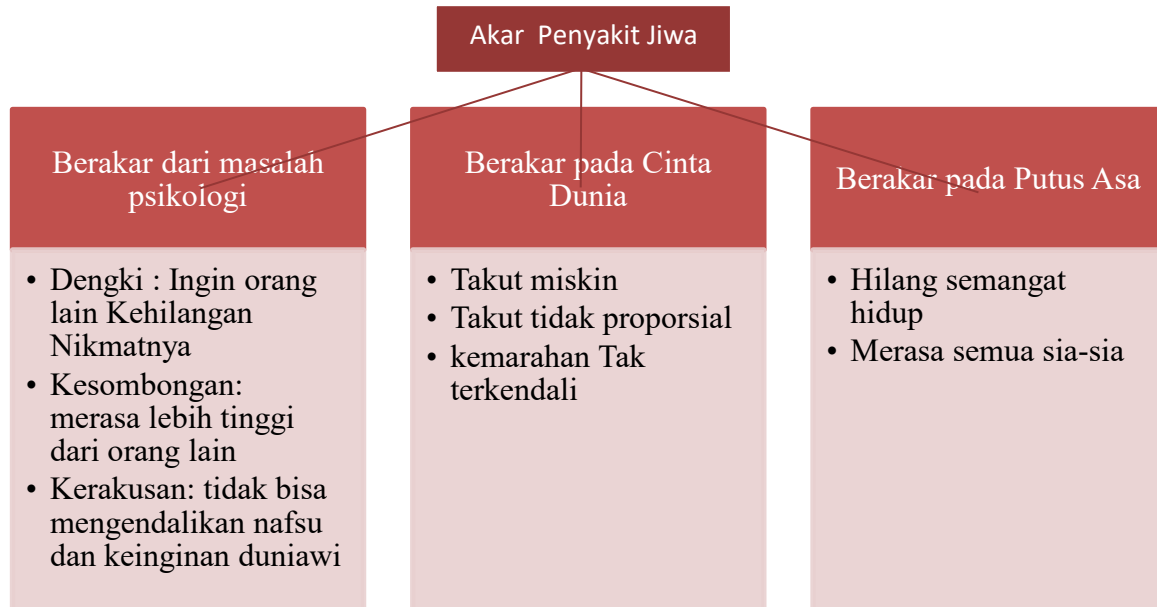 Akar Penyakit Jiwa
Berakar dari masalah
psikologi
• Dengki : Ingin orang
lain Kehilangan
Nikmatnya
• Kesombongan:
merasa lebih tinggi
dari orang lain
• Kerakusan: tidak bisa
mengendalikan nafsu
dan keinginan duniawi
Berakar pada Cinta
Dunia
• Takut miskin
• Takut tidak proporsial
• kemarahan Tak
terkendali
Berakar pada Putus Asa
• Hilang semangat
hidup
• Merasa semua sia-sia